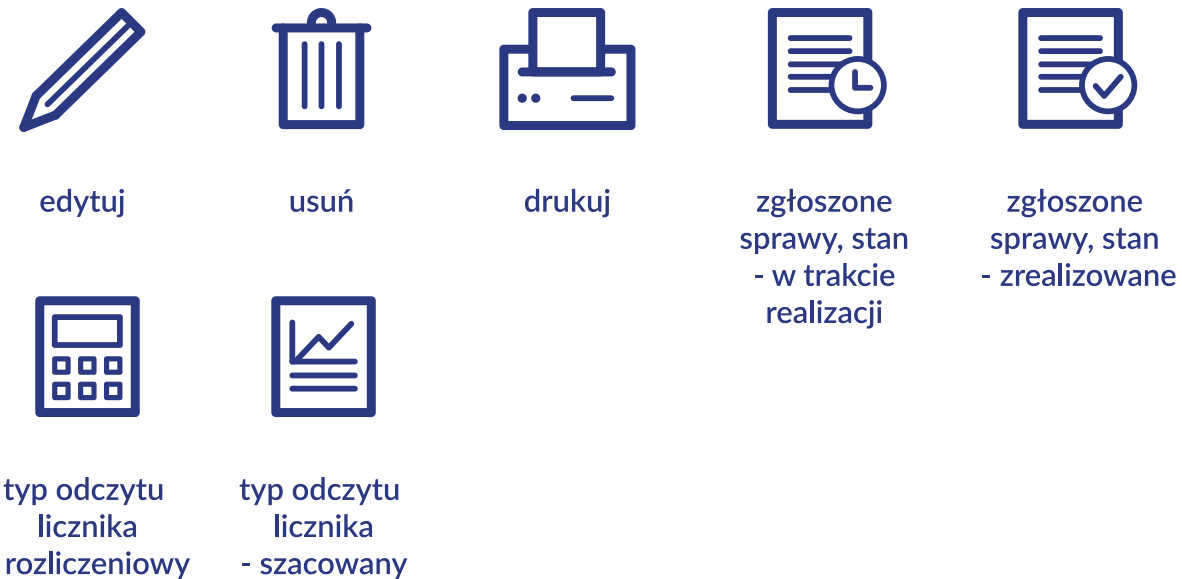 edytuj
usuń
drukuj
zgłoszone
sprawy, stan
- w trakcie
realizacji
zgłoszone
sprawy, stan
- zrealizowane
typ odczytu
licznika
rozliczeniowy
typ odczytu
licznika
- szacowany